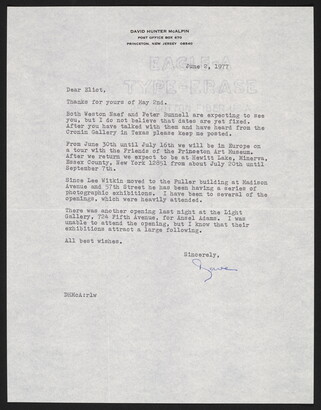 DAVID HUNTER McALPIN
POST OFFICE BOX 670
PRINCETON, NEW JERSEY 08540
June 9, 1977
Dear Eliot,
Thanks for yours of May 2nd.
Both Weston Naef and Peter Bunnell are expecting to see
you, but I do not believe that dates are yet fixed.
After you have talked with them and have heard from the
Cronin Gallery in Texas please keep me posted.
From June 30th until July 16th we will be in Europe on
a tour with the Friends of the Princeton Art Museum.
After we return we expect to be at Hewitt Lake, Minerva,
Essex County, New York 12851 from about July 20th until
September 7th.
Since Lee Witkin moved to the Fuller building at Madison
Avenue and 57th Street he has been having a series of
photographic exhibitions. I have been to several of the
openings, which were heavily attended.
There was another opening last night at the Light
Gallery, 724 Fifth Avenue, for Ansel Adams. I was
unable to attend the opening, but I know that their
exhibitions attract a large following.
All best wishes.
Sincerely,
Dave
DHMcA:rlw
EASY
TYPE-ERASE